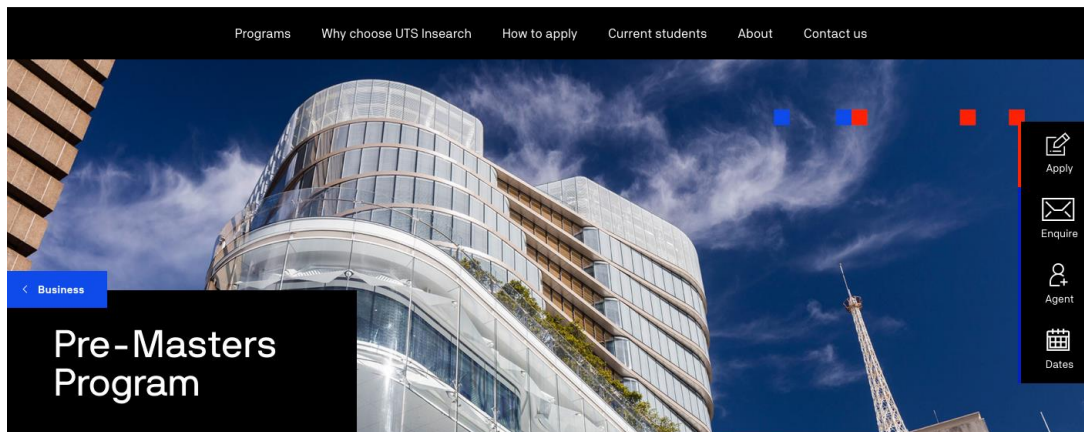 Programs Why choose UTS Insearch How to apply Current students About Contact us
Apply
Enquire
Agent
Dates
Business
Pre-Masters
Program